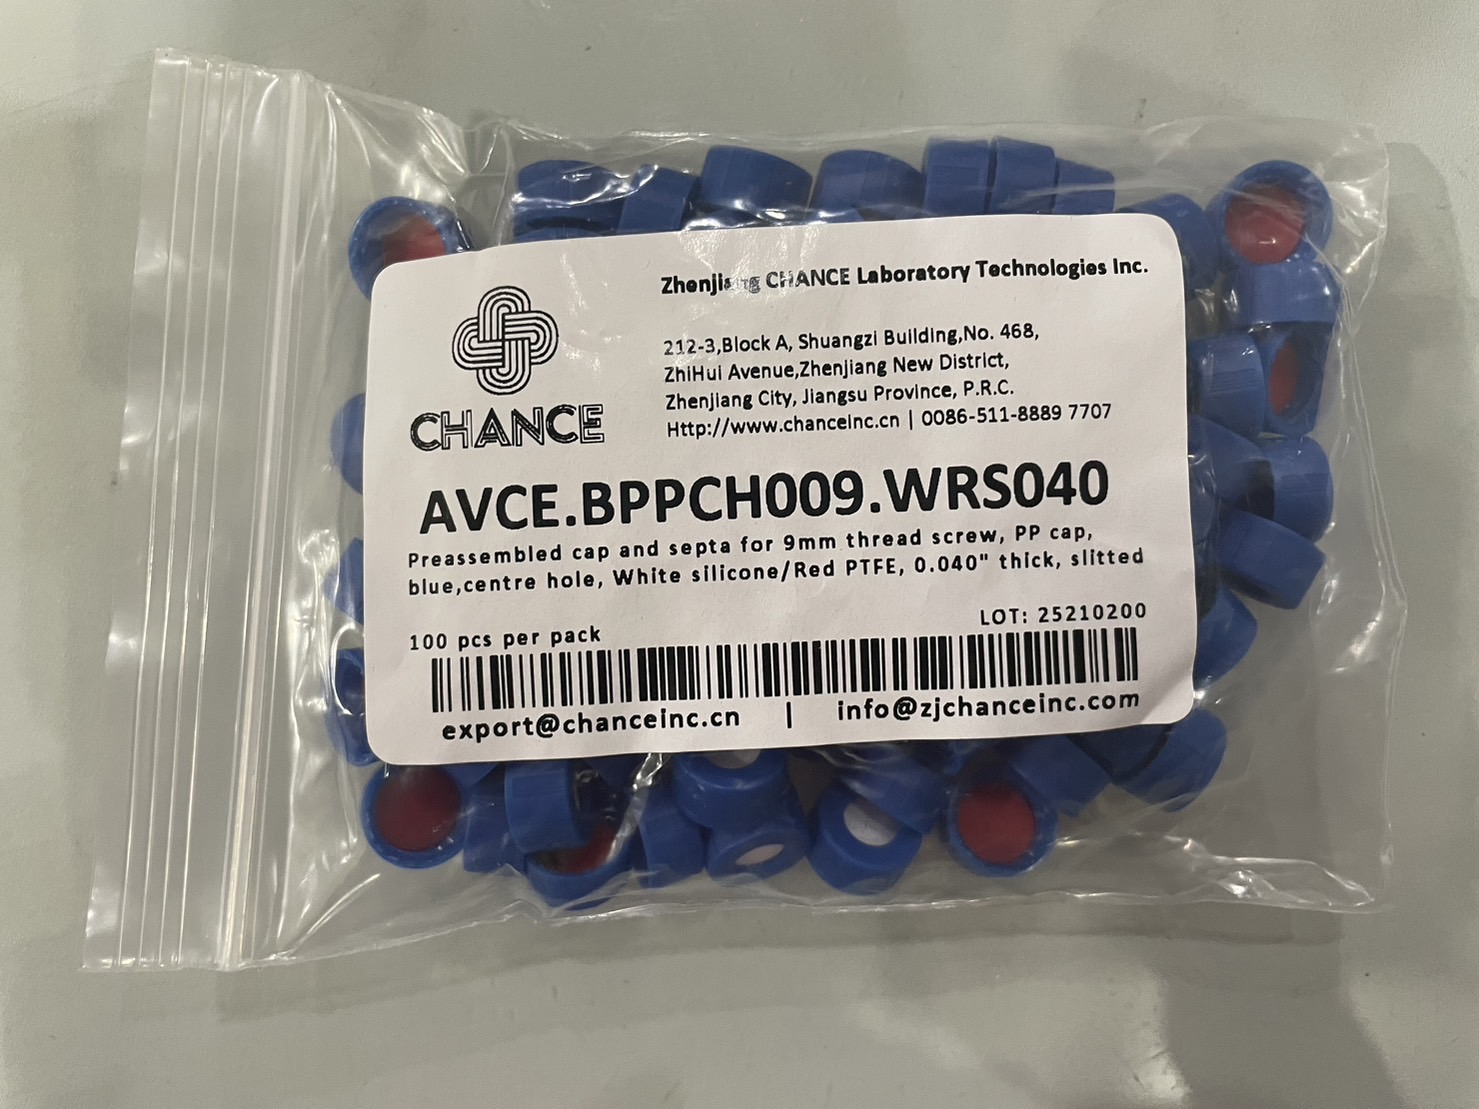 CHANCE
Zhenjiang CHANCE Laboratory Technologies Inc.
212-3,Block A, Shuangzi Building,No. 468,
ZhiHui Avenue,Zhenjiang New District,
Zhenjiang City, Jiangsu Province, P.R.C.
Http://www.chanceinc.cn | 0086-511-8889 7707
AVCE.BPPCH009.WRS040
Preassembled cap and septa for 9mm thread screw, PP cap,
blue,centre hole, White silicone/Red PTFE, 0.040" thick, slitted
LOT: 25210200
100 pcs per pack
export@chanceinc.cn | info@zjchanceinc.com